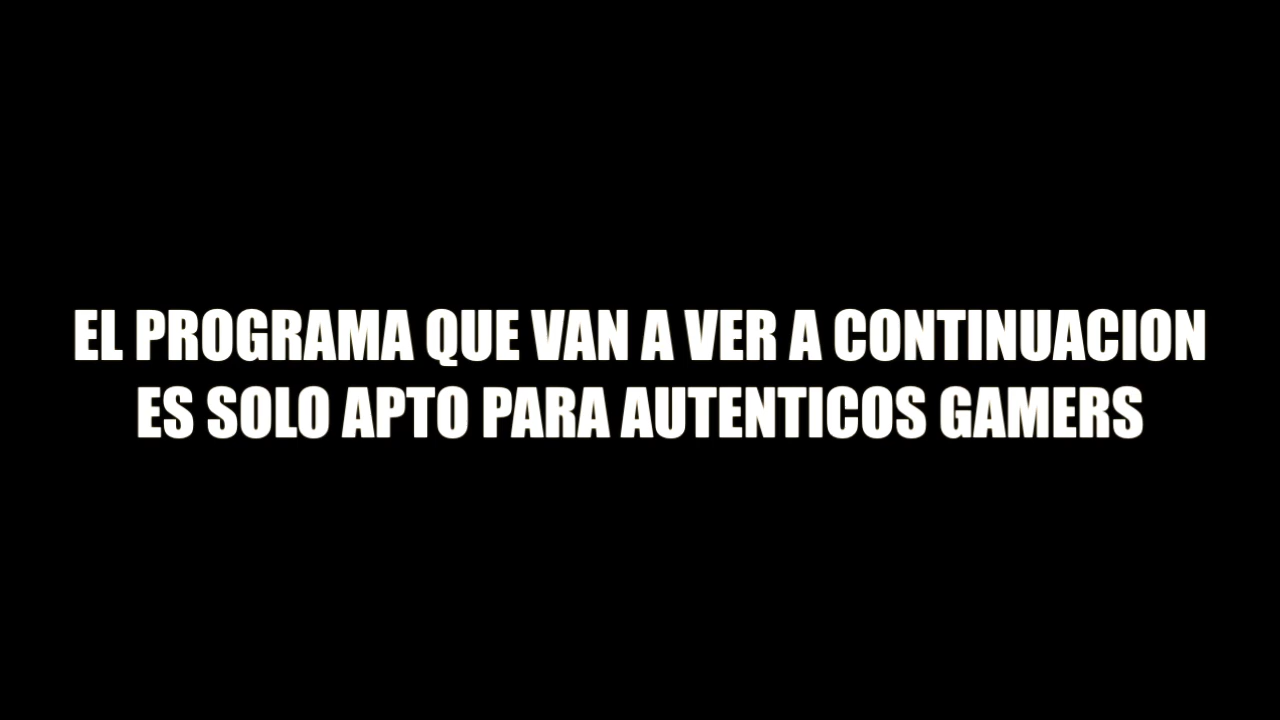 EL PROGRAMA QUE VAN A VER A CONTINUACION
ES SOLO APTO PARA AUTENTICOS GAMERS